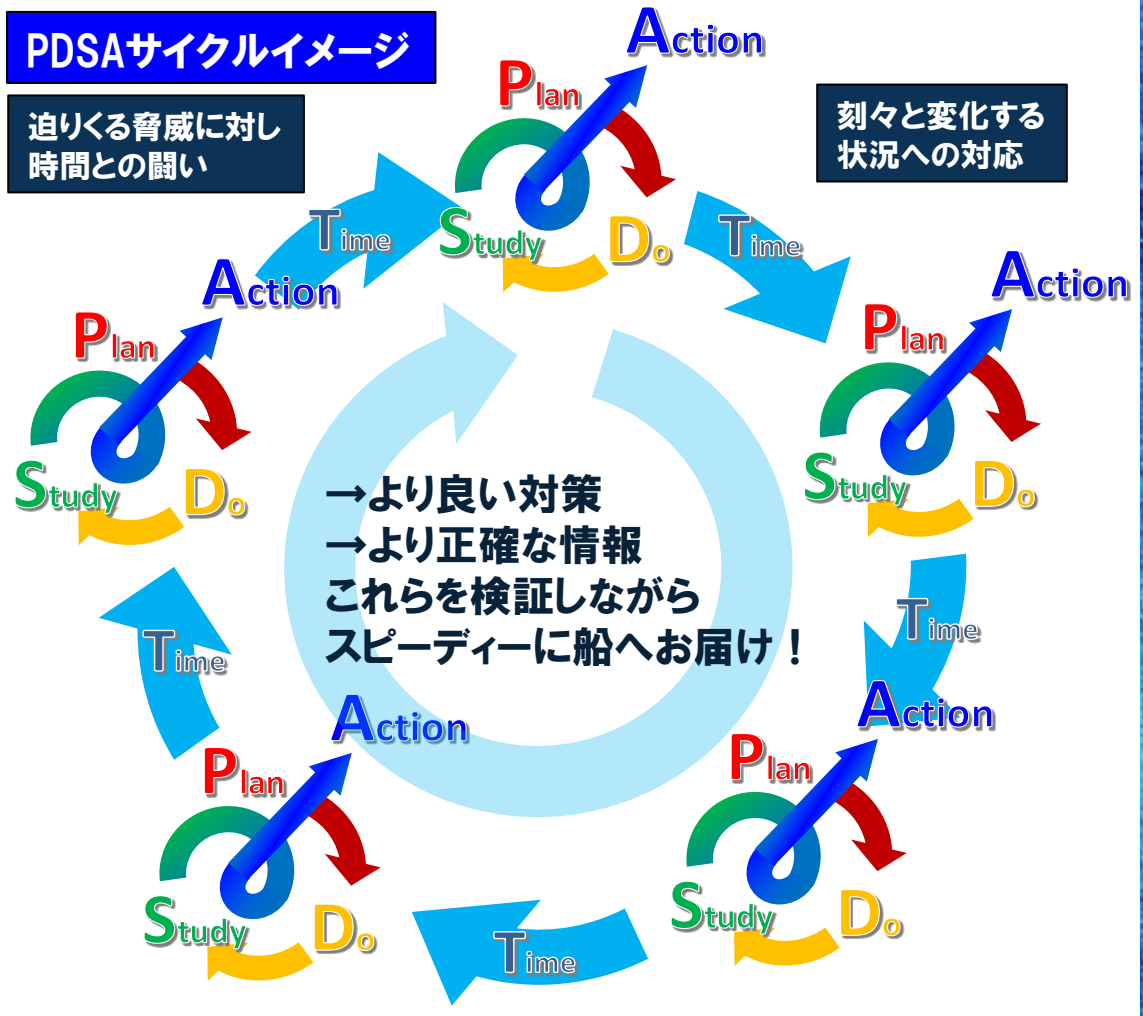 PDSAサイクルイメージ
迫りくる脅威に対し
時間との闘い
刻々と変化する
状況への対応
Action
Plan
Study
Do
Time
Time
Action
Plan
Study
Do
Action
Plan
Study
Do
→より良い対策
→より正確な情報
これらを検証しながら
スピーディーに船へお届け！
Time
Time
Action
Plan
Study
Do
Action
Plan
Study
Do
Time